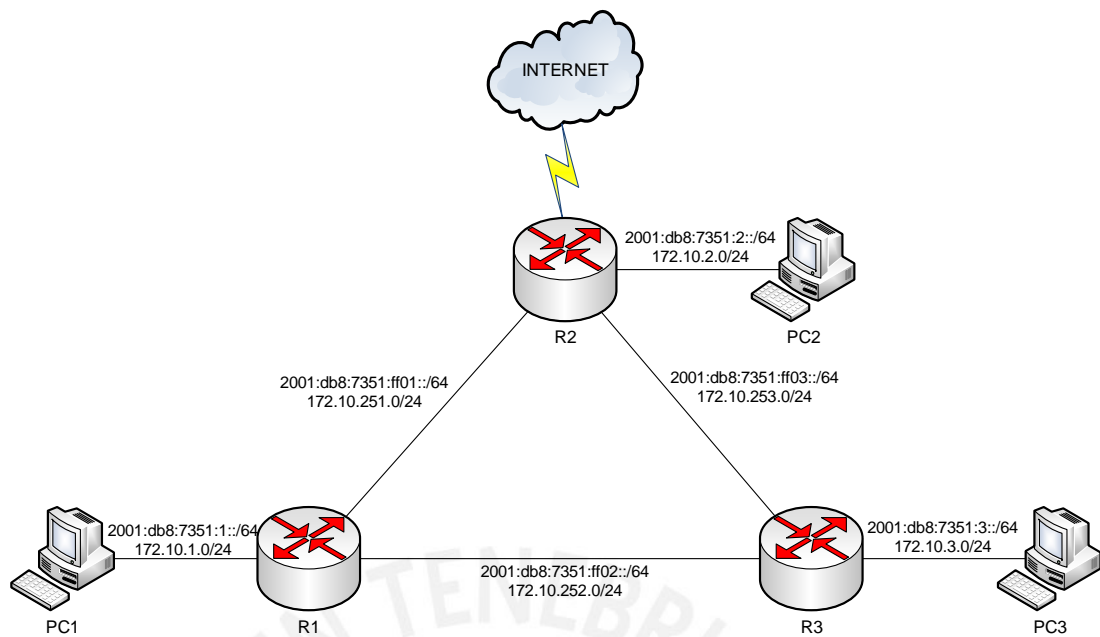 INTERNET
2001:db8:7351:2::/64
172.10.2.0/24
R2
PC2
2001:db8:7351:ff01::/64
172.10.251.0/24
2001:db8:7351:ff03::/64
172.10.253.0/24
2001:db8:7351:1::/64
172.10.1.0/24
2001:db8:7351:ff02::/64
172.10.252.0/24
2001:db8:7351:3::/64
172.10.3.0/24
PC1
R1
R3
PC3
TENEBR